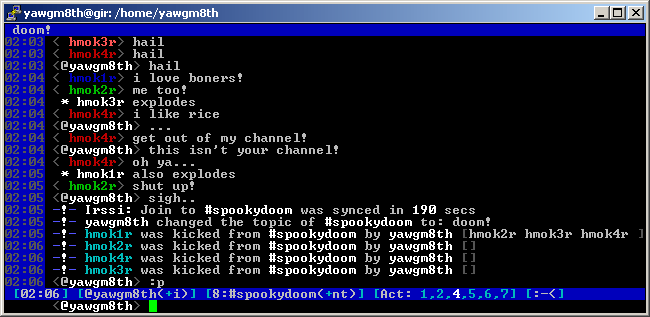 yawgm8th@gir: /home/yawgm8th
doom!
02:03 < hmok3r> hail
02:03 < hmok4r> hail
02:03 <@yawgm8th> hail
02:04 < hmok1r> i love boners!
02:04 < hmok2r> me too!
02:04  * hmok3r explodes
02:04 < hmok4r> i like rice
02:04 <@yawgm8th> ...
02:04 < hmok4r> get out of my channel!
02:04 <@yawgm8th> this isn't your channel!
02:04 < hmok4r> oh ya...
02:05  * hmok1r also explodes
02:05 < hmok2r> shut up!
02:05 <@yawgm8th> sigh..
02:05 -!- Irssi: Join to #spookydoom was synced in 190 secs
02:05 -!- yawgm8th changed the topic of #spookydoom to: doom!
02:05 -!- hmok1r was kicked from #spookydoom by yawgm8th [hmok2r hmok3r hmok4r ]
02:06 -!- hmok2r was kicked from #spookydoom by yawgm8th []
02:06 -!- hmok4r was kicked from #spookydoom by yawgm8th []
02:06 -!- hmok3r was kicked from #spookydoom by yawgm8th []
02:06 <@yawgm8th> :p
[02:06] [@yawgm8th(+i)] [8:#spookydoom(+nt)] [Act: 1,2,4,5,6,7] [:-(]
<@yawgm8th>